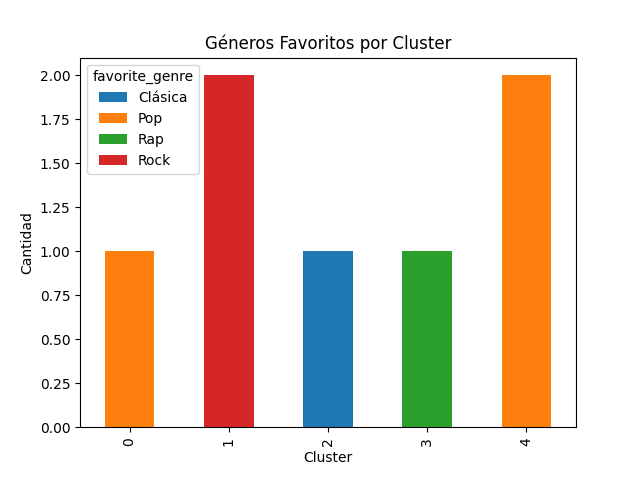 Géneros Favoritos por Cluster
favorite_genre
Clásica
Pop
Rap
Rock
2.00
1.75
1.50
1.25
1.00
0.75
0.50
0.25
0.00
Cantidad
0
1
2
3
4
Cluster